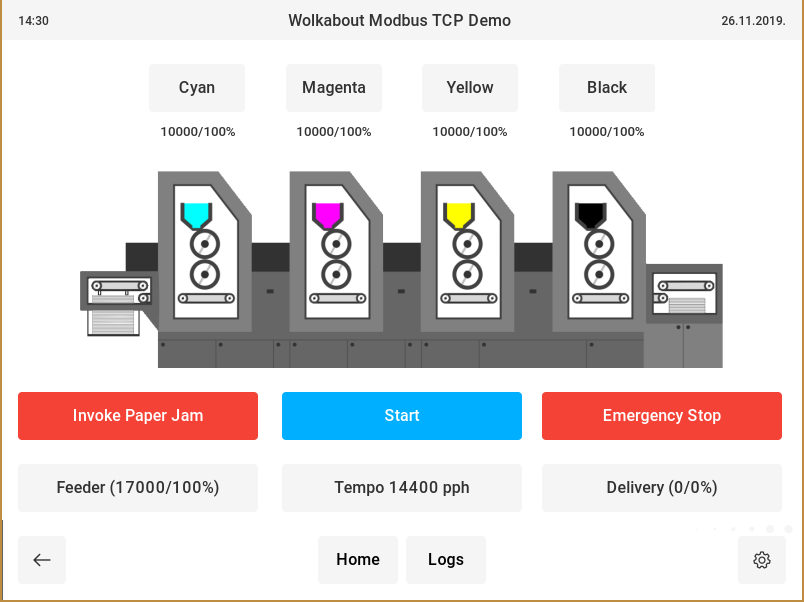 14:30
Wolkabout Modbus TCP Demo
26.11.2019.
Cyan
Magenta
Yellow
Black
10000/100%
10000/100%
10000/100%
10000/100%
Invoke Paper Jam
Start
Emergency Stop
Feeder (17000/100%)
Tempo 14400 pph
Delivery (0/0%)
Home
Logs